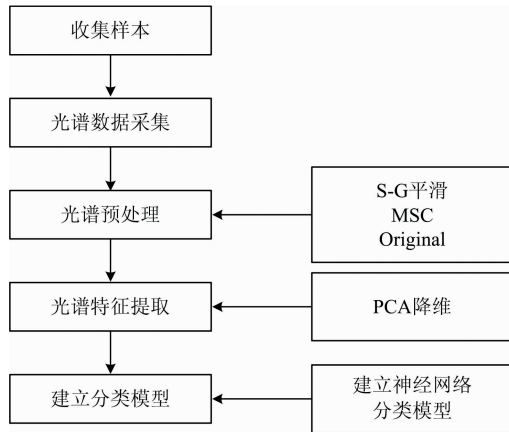 收集样本
光谱数据采集
光谱预处理
S-G平滑
MSC
Original
光谱特征提取
PCA降维
建立分类模型
建立神经网络
分类模型